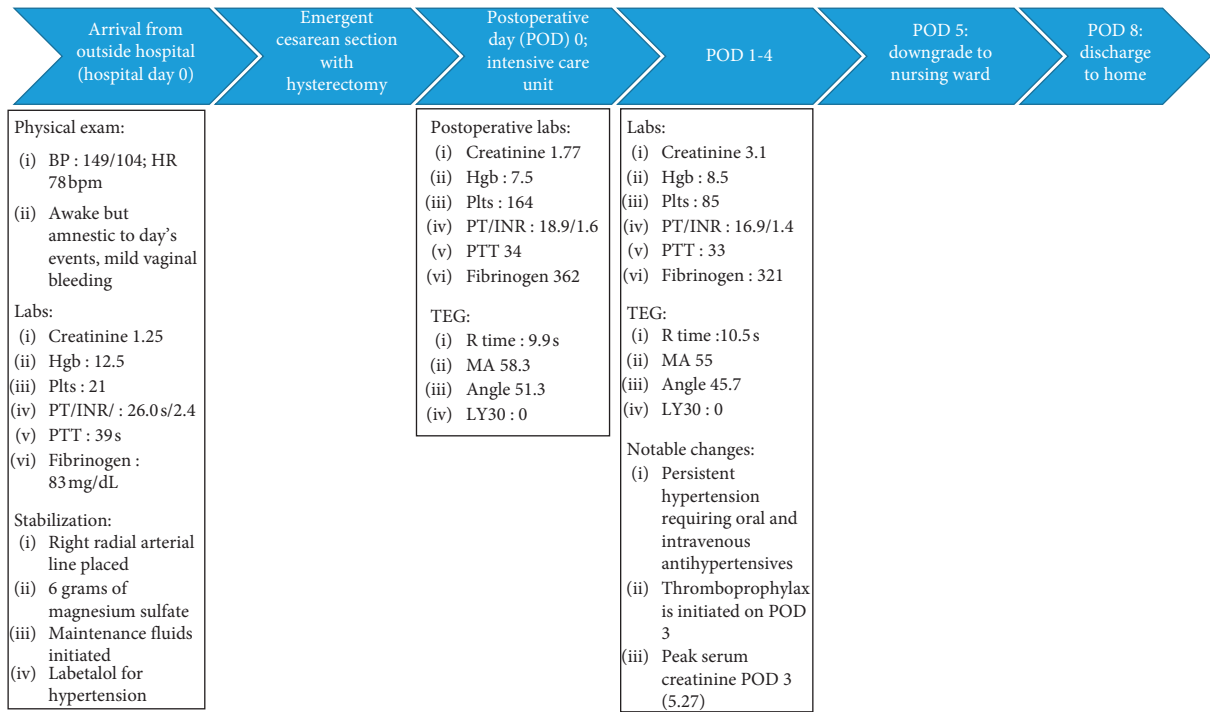 Arrival from
outside hospital
(hospital day 0)
Emergent
cesarean section
with
hysterectomy
Postoperative
day (POD) 0;
intensive care
unit
POD 1-4
POD 5:
downgrade to
nursing ward
POD 8:
discharge
to home
Physical exam:
(i) BP : 149/104; HR
78 bpm
(ii) Awake but
amnestic to day's
events, mild vaginal
bleeding
Labs:
(i) Creatinine 1.25
(ii) Hgb : 12.5
(iii) Plts : 21
(iv) PT/INR/ : 26.0 s/2.4
(v) PTT : 39 s
(vi) Fibrinogen :
83 mg/dL
Stabilization:
(i) Right radial arterial
line placed
(ii) 6 grams of
magnesium sulfate
(iii) Maintenance fluids
initiated
(iv) Labetalol for
hypertension
Postoperative labs:
(i) Creatinine 1.77
(ii) Hgb : 7.5
(iii) Plts : 164
(iv) PT/INR : 18.9/1.6
(v) PTT 34
(vi) Fibrinogen 362
TEG:
(i) R time : 9.9 s
(ii) MA 58.3
(iii) Angle 51.3
(iv) LY30 : 0
Labs:
(i) Creatinine 3.1
(ii) Hgb : 8.5
(iii) Plts : 85
(iv) PT/INR : 16.9/1.4
(v) PTT : 33
(vi) Fibrinogen : 321
TEG:
(i) R time :10.5 s
(ii) MA 55
(iii) Angle 45.7
(iv) LY30 : 0
Notable changes:
(i) Persistent
hypertension
requiring oral and
intravenous
antihypertensives
(ii) Thromboprophylax
is initiated on POD
3
(iii) Peak serum
creatinine POD 3
(5.27)